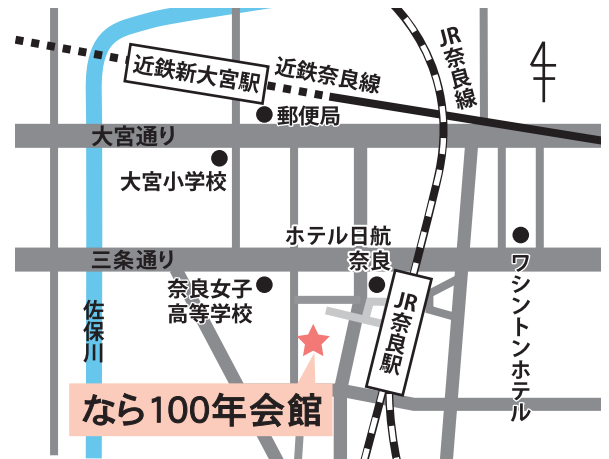 近鉄新大宮駅
近鉄奈良線
JR奈良線
郵便局
大宮通り
大宮小学校
ホテル日航
奈良
三条通り
奈良女子
高等学校
ワシントンホテル
佐保川
JR奈良駅
なら100年会館